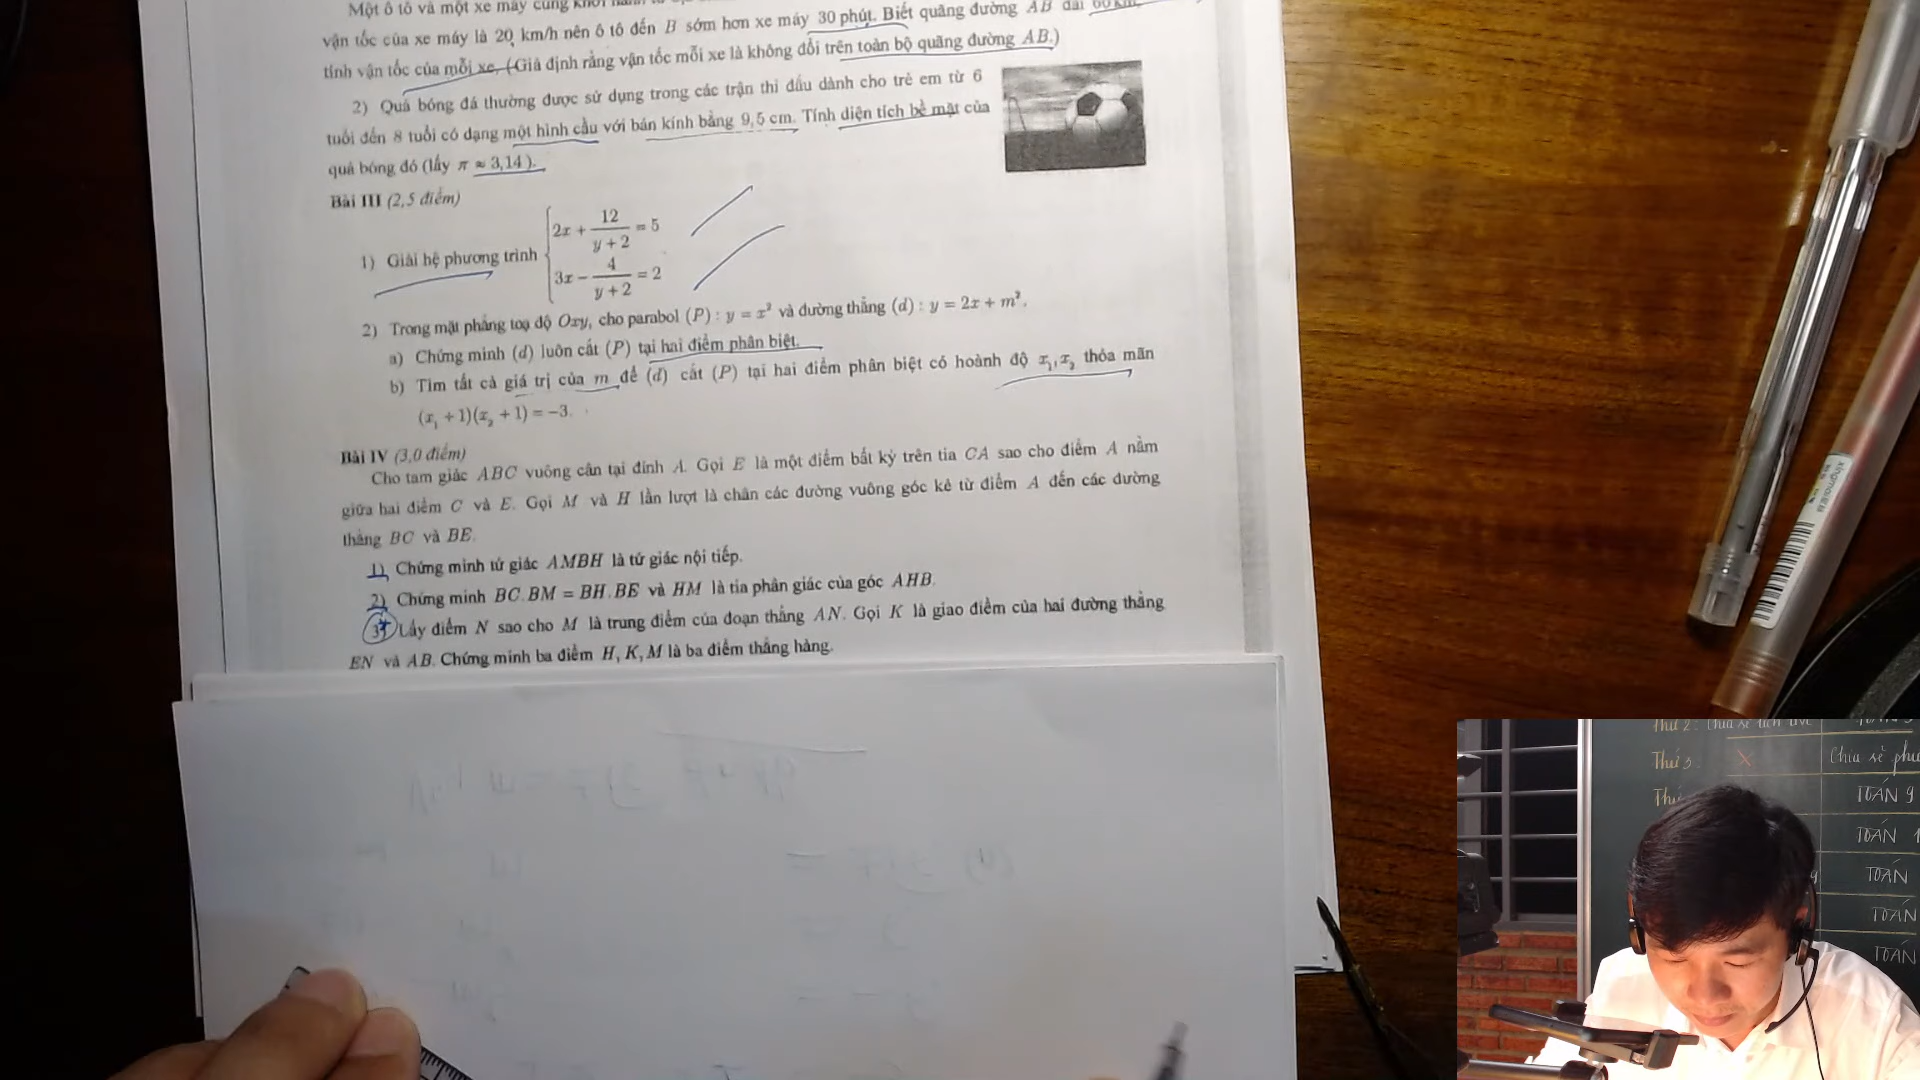 Một ô tô và một xe máy cùng khởi hành
vận tốc của xe máy là 20 km/h nên ô tô đến B sớm hơn xe máy 30 phút. Biết quãng đường AB dài 60 km,
tính vận tốc của mỗi xe. (Giả định rằng vận tốc mỗi xe là không đổi trên toàn bộ quãng đường AB.)
2) Quả bóng đá thường được sử dụng trong các trận thi đấu dành cho trẻ em từ 6
tuổi đến 8 tuổi có dạng một hình cầu với bán kính bằng 9,5 cm. Tính diện tích bề mặt của
quả bóng đó (lấy π ≈ 3,14).
Bài III (2,5 điểm)
1) Giải hệ phương trình { 2x + 12/(y + 2) = 5
3x − 4/(y + 2) = 2
2) Trong mặt phẳng toạ độ Oxy, cho parabol (P) : y = x² và đường thẳng (d) : y = 2x + m².
a) Chứng minh (d) luôn cắt (P) tại hai điểm phân biệt.
b) Tìm tất cả giá trị của m để (d) cắt (P) tại hai điểm phân biệt có hoành độ x₁, x₂ thỏa mãn
(x₁ + 1)(x₂ + 1) = −3.
Bài IV (3,0 điểm)
Cho tam giác ABC vuông cân tại đỉnh A. Gọi E là một điểm bất kỳ trên tia CA sao cho điểm A nằm
giữa hai điểm C và E. Gọi M và H lần lượt là chân các đường vuông góc kẻ từ điểm A đến các đường
thẳng BC và BE.
1) Chứng minh tứ giác AMBH là tứ giác nội tiếp.
2) Chứng minh BC.BM = BH.BE và HM là tia phân giác của góc AHB.
3) Lấy điểm N sao cho M là trung điểm của đoạn thẳng AN. Gọi K là giao điểm của hai đường thẳng
EN và AB. Chứng minh ba điểm H, K, M là ba điểm thẳng hàng.
Thứ 2: Chia sẻ
Thứ 3 X Chia sẻ
TOÁN 9
TOÁN 1
TOÁN
TOÁN
TOÁN